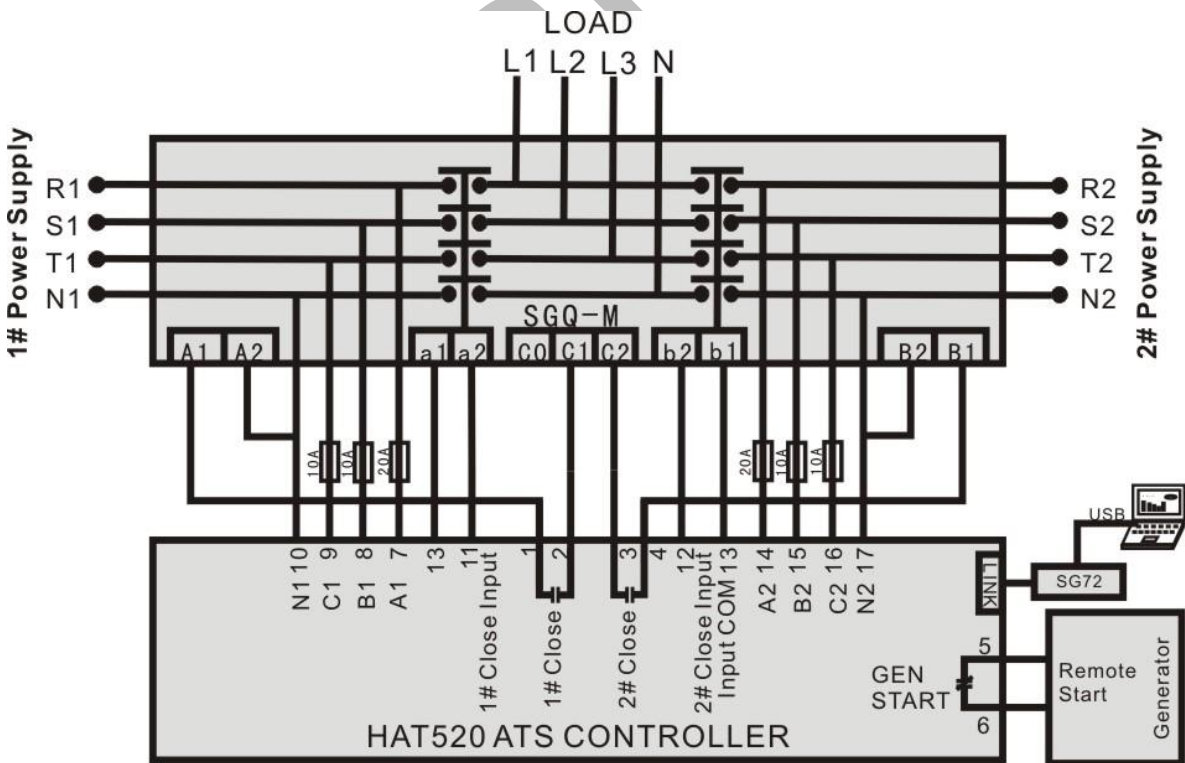 LOAD
L1 L2 L3 N
1# Power Supply
R1
S1
T1
N1
R2
S2
T2
N2
2# Power Supply
SGQ-M
A1 A2 a1 a2 C0 C1 C2 b2 b1 B2 B1
10A 10A 20A 20A 10A 10A
USB
N1 10
C1 9
B1 8
A1 7
13
11
1# Close Input
1
2
1# Close
3
2# Close
4
12
2# Close Input
13
Input COM
A2 14
B2 15
C2 16
N2 17
LINK
SG72
5
GEN
START
6
Remote
Start
Generator
HAT520 ATS CONTROLLER